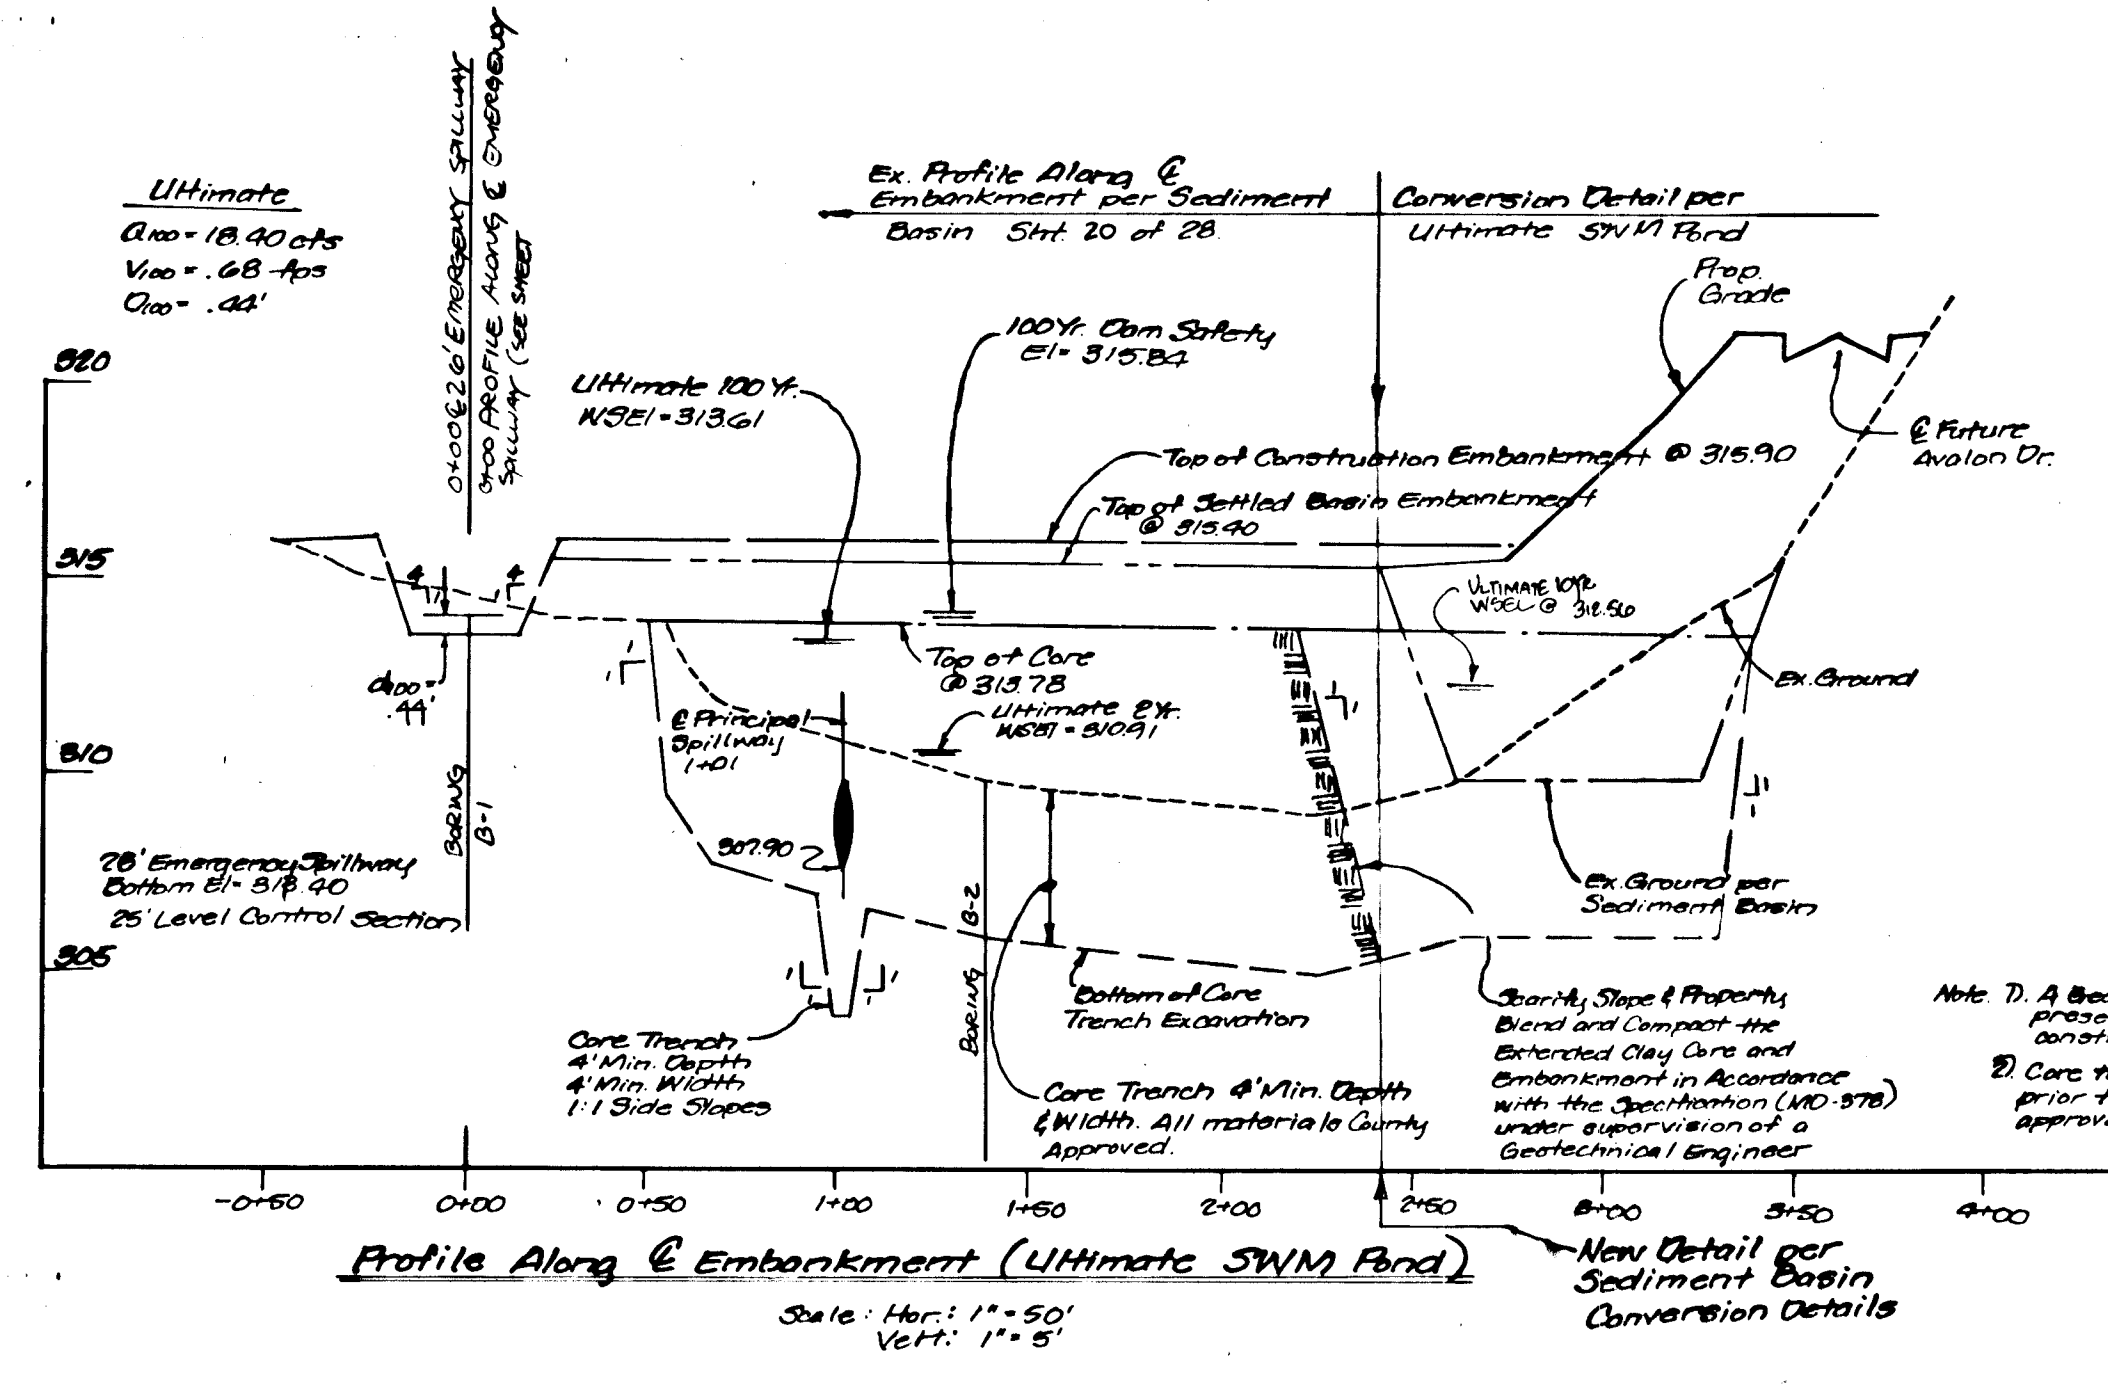 Ultimate
Q100 = 18.40 cfs
V100 = .68 fps
D100 = .44'
0+00 ℄ 26' EMERGENCY SPILLWAY
0+00 PROFILE ALONG ℄ EMERGENCY
SPILLWAY (SEE SHEET
Ex. Profile Along ℄
Embankment per Sediment
Basin Sht. 20 of 28.
Conversion Detail per
Ultimate SWM Pond
Prop.
Grade
100 Yr. Dam Safety
El = 315.84
Ultimate 100 Yr.
WSEl = 313.61
Top of Construction Embankment @ 315.90
Top of Settled Basin Embankment
@ 315.40
℄ Future
Avalon Dr.
320
315
310
305
4
1
4
1
ULTIMATE 10YR
WSEL @ 312.56
d100 =
.44'
Top of Core
@ 313.78
Ultimate 2 Yr.
WSEl = 310.91
Ex. Ground
℄ Principal
Spillway
1+01
307.90
BORING
B-1
28' Emergency Spillway
Bottom El = 313.40
25' Level Control Section
BORING B-2
Ex. Ground per
Sediment Basin
Core Trench
4' Min. Depth
4' Min. Width
1:1 Side Slopes
Bottom of Core
Trench Excavation
Core Trench 4' Min. Depth
& Width. All materials County
Approved.
Scarify Slope & Property
Blend and Compact the
Extended Clay Core and
Embankment in Accordance
with the Specification (MD-378)
under supervision of a
Geotechnical Engineer
Note: 1). A
2). Core
prior
-0+50 0+00 0+50 1+00 1+50 2+00 2+50 3+00 3+50 4+00
Profile Along ℄ Embankment (Ultimate SWM Pond)
Scale: Hor.: 1" = 50'
Vert.: 1" = 5'
New Detail per
Sediment Basin
Conversion Details